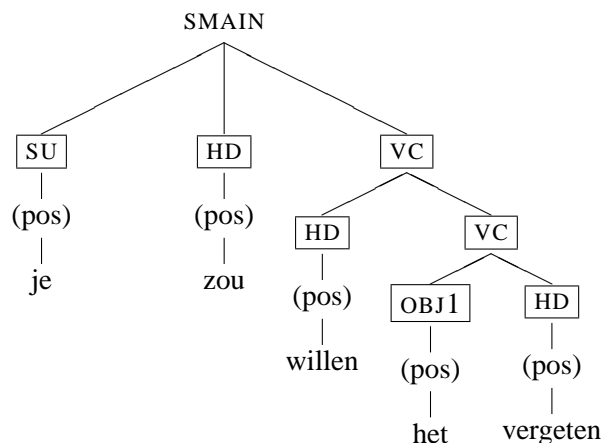 SMAIN
SU HD VC
(pos) (pos) HD VC
je zou (pos) OBJ1 HD
willen (pos) (pos)
het vergeten